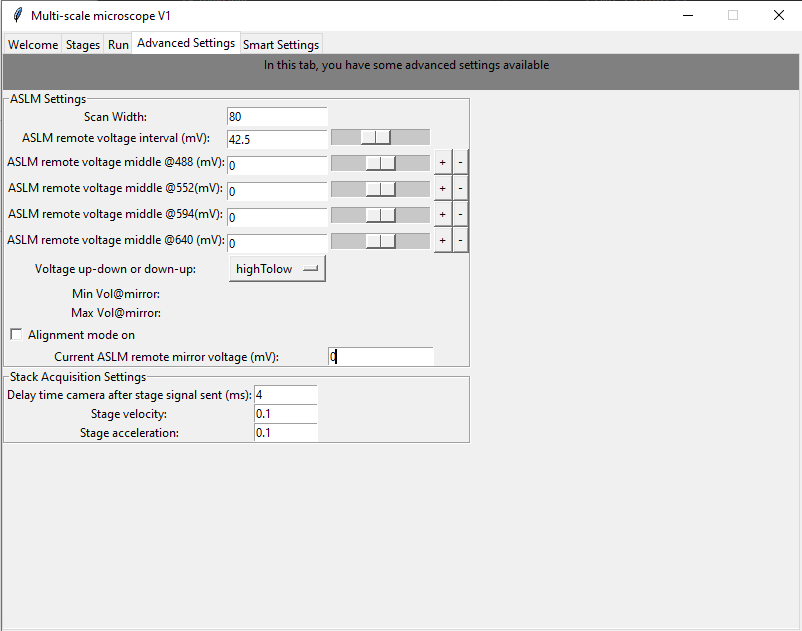 Multi-scale microscope V1
Welcome Stages Run Advanced Settings Smart Settings
In this tab, you have some advanced settings available
ASLM Settings
Scan Width: 80
ASLM remote voltage interval (mV): 42.5
ASLM remote voltage middle @488 (mV): 0 + -
ASLM remote voltage middle @552(mV): 0 + -
ASLM remote voltage middle @594(mV): 0 + -
ASLM remote voltage middle @640 (mV): 0 + -
Voltage up-down or down-up: highTolow
Min Vol@mirror:
Max Vol@mirror:
Alignment mode on
Current ASLM remote mirror voltage (mV): 0
Stack Acquisition Settings
Delay time camera after stage signal sent (ms): 4
Stage velocity: 0.1
Stage acceleration: 0.1